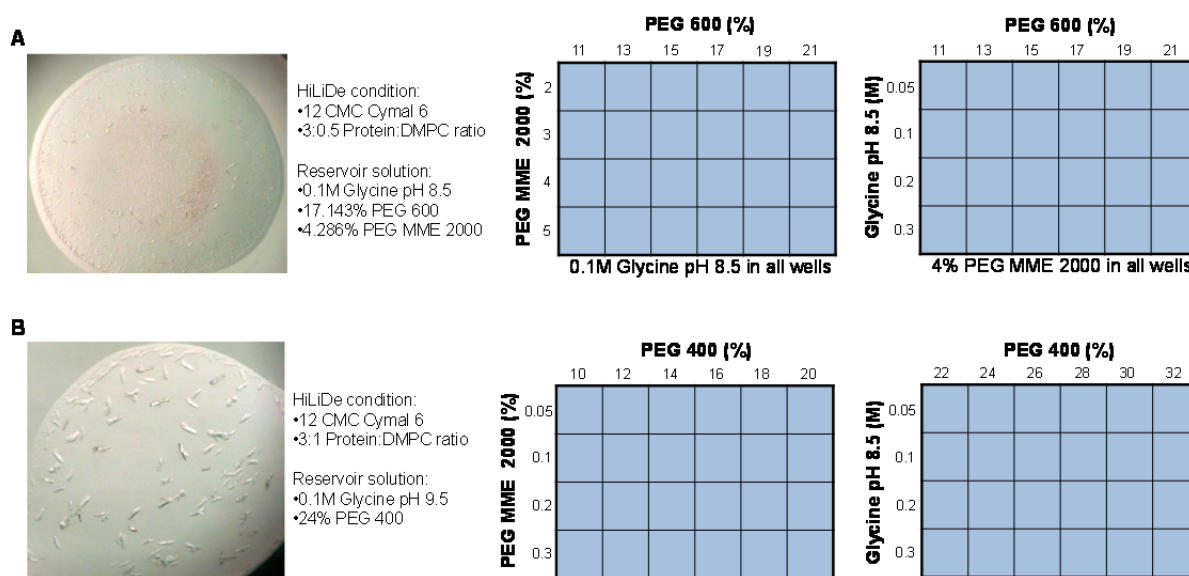 A
HiLiDe condition:
•12 CMC Cymal 6
•3:0.5 Protein:DMPC ratio
Reservoir solution:
•0.1M Glycine pH 8.5
•17.143% PEG 600
•4.286% PEG MME 2000
PEG 600 (%)
11 13 15 17 19 21
PEG MME 2000 (%)
2
3
4
5
0.1M Glycine pH 8.5 in all wells
PEG 600 (%)
11 13 15 17 19 21
Glycine pH 8.5 (M)
0.05
0.1
0.2
0.3
4% PEG MME 2000 in all wells
B
HiLiDe condition:
•12 CMC Cymal 6
•3:1 Protein:DMPC ratio
Reservoir solution:
•0.1M Glycine pH 9.5
•24% PEG 400
PEG 400 (%)
10 12 14 16 18 20
PEG MME 2000 (%)
0.05
0.1
0.2
0.3
PEG 400 (%)
22 24 26 28 30 32
Glycine pH 8.5 (M)
0.05
0.1
0.2
0.3